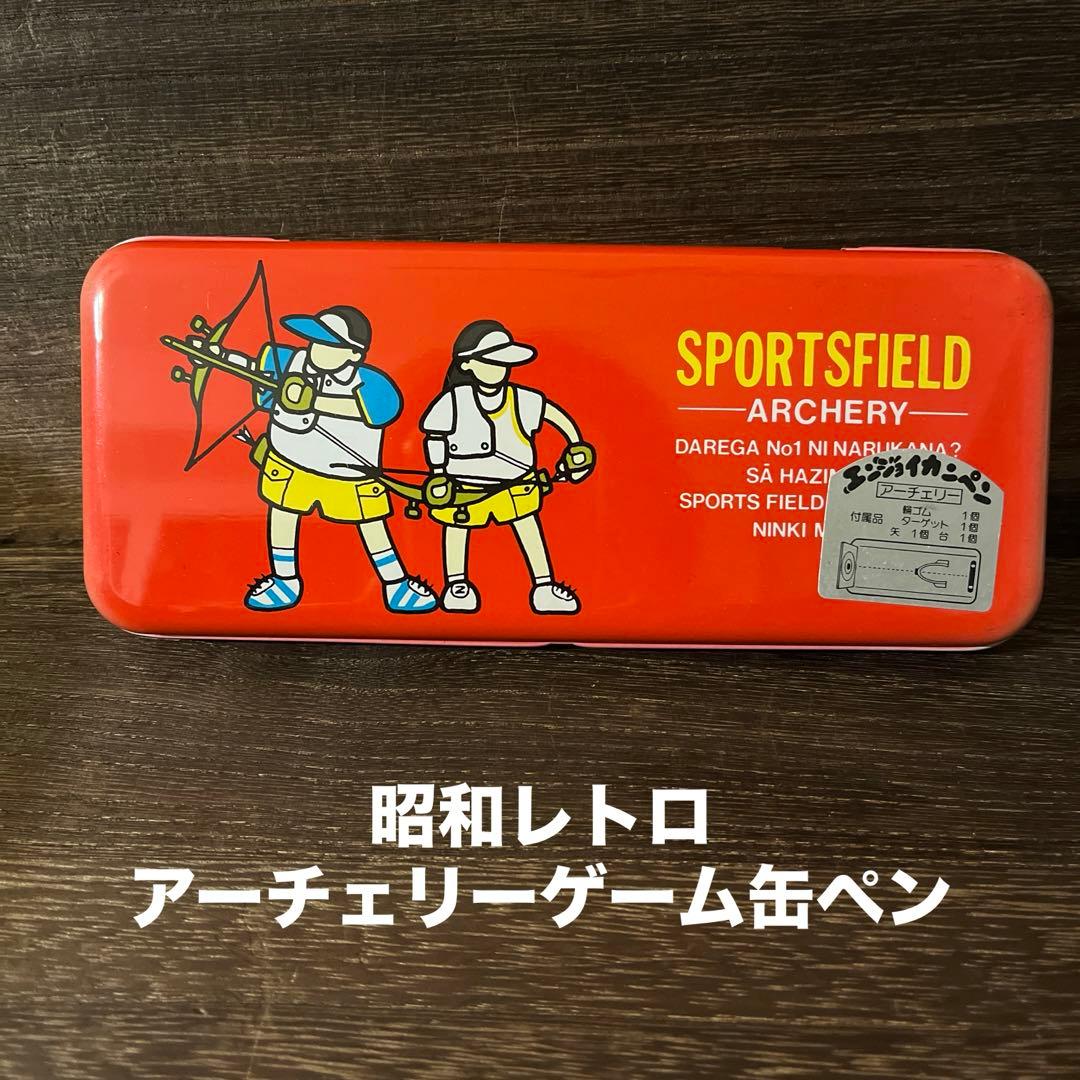 SPORTSFIELD
ARCHERY
DAREGA No1 NI NARUKANA?
SĀ HAZIM
SPORTS FIELD
NINKI
エンジョイカンペン
アーチェリー
付属品
輪ゴム 1個
ターゲット 1個
矢 1個 台 1個
N
昭和レトロ
アーチェリーゲーム缶ペン